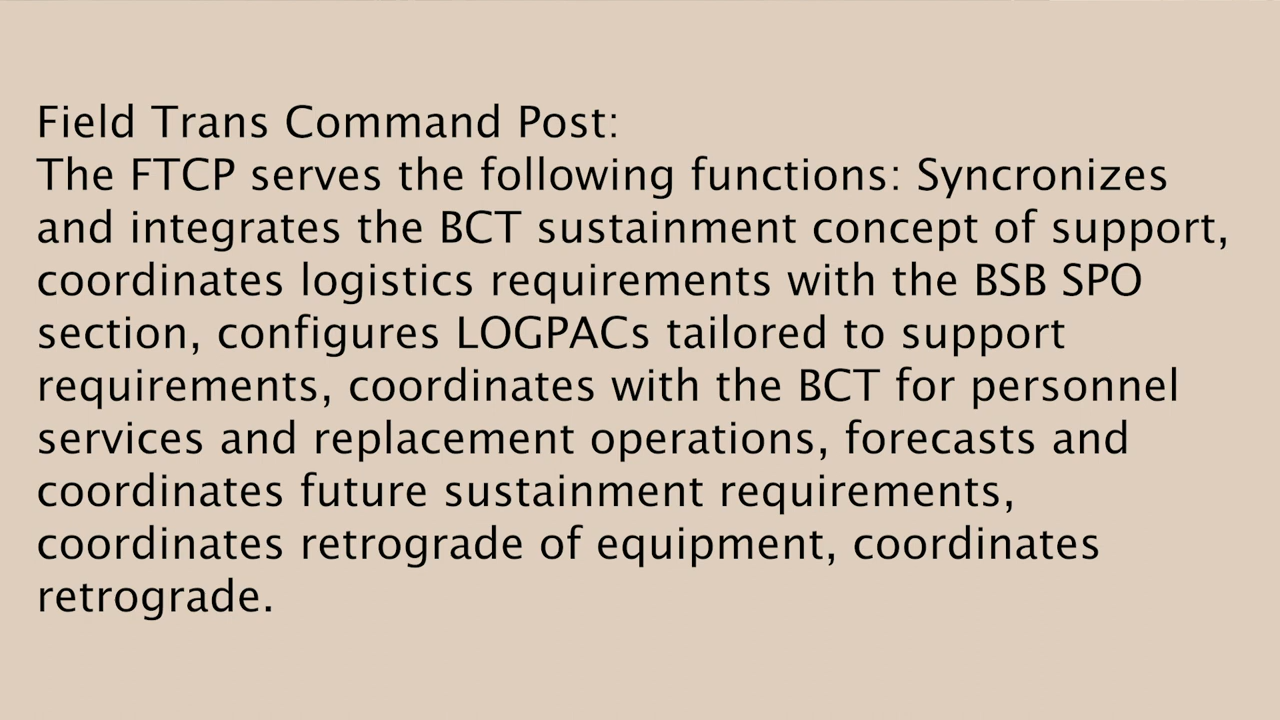 Field Trans Command Post:
The FTCP serves the following functions: Syncronizes
and integrates the BCT sustainment concept of support,
coordinates logistics requirements with the BSB SPO
section, configures LOGPACs tailored to support
requirements, coordinates with the BCT for personnel
services and replacement operations, forecasts and
coordinates future sustainment requirements,
coordinates retrograde of equipment, coordinates
retrograde.